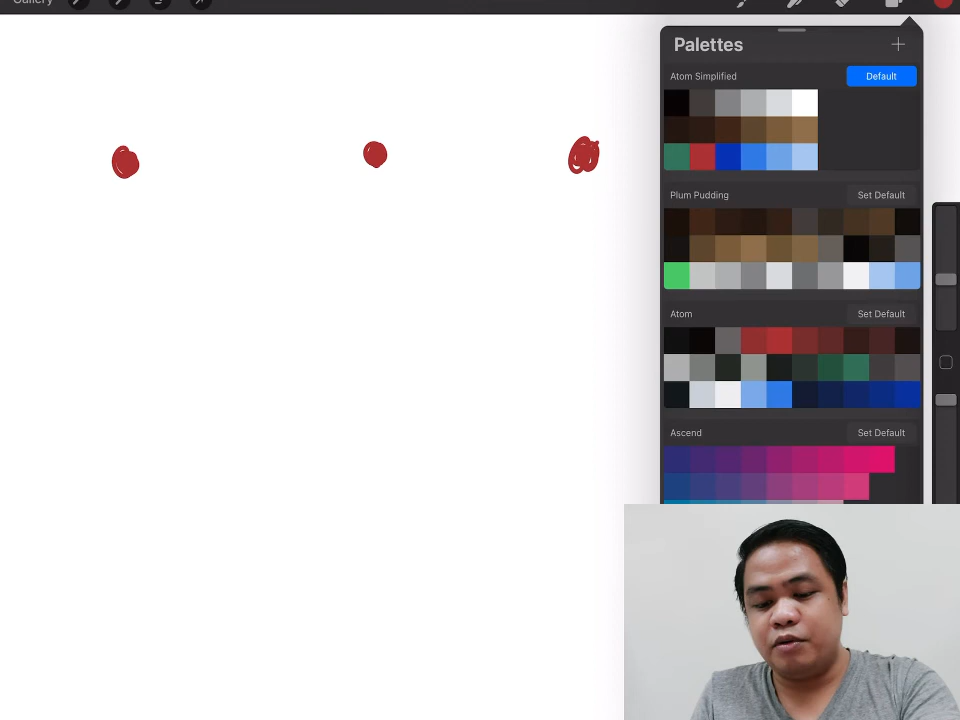 Gallery
Palettes
Atom Simplified
Default
Plum Pudding
Set Default
Atom
Set Default
Ascend
Set Default